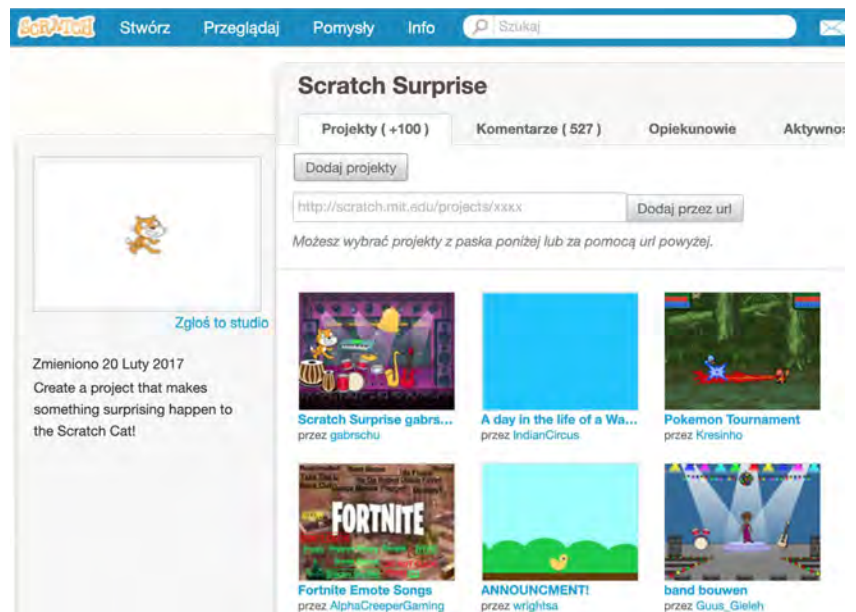 SCRATCH Stwórz Przeglądaj Pomysły Info Szukaj
Scratch Surprise
Projekty ( +100 ) Komentarze ( 527 ) Opiekunowie Aktywnoś
Dodaj projekty
http://scratch.mit.edu/projects/xxxx Dodaj przez url
Możesz wybrać projekty z paska poniżej lub za pomocą url powyżej.
Zgłoś to studio
Zmieniono 20 Luty 2017
Create a project that makes
something surprising happen to
the Scratch Cat!
Scratch Surprise gabrs... A day in the life of a Wa... Pokemon Tournament
przez gabrschu przez IndianCircus przez Kresinho
FORTNITE
Fortnite Emote Songs ANNOUNCMENT! band bouwen
przez AlphaCreeperGaming przez wrightsa przez Guus_Gieleh